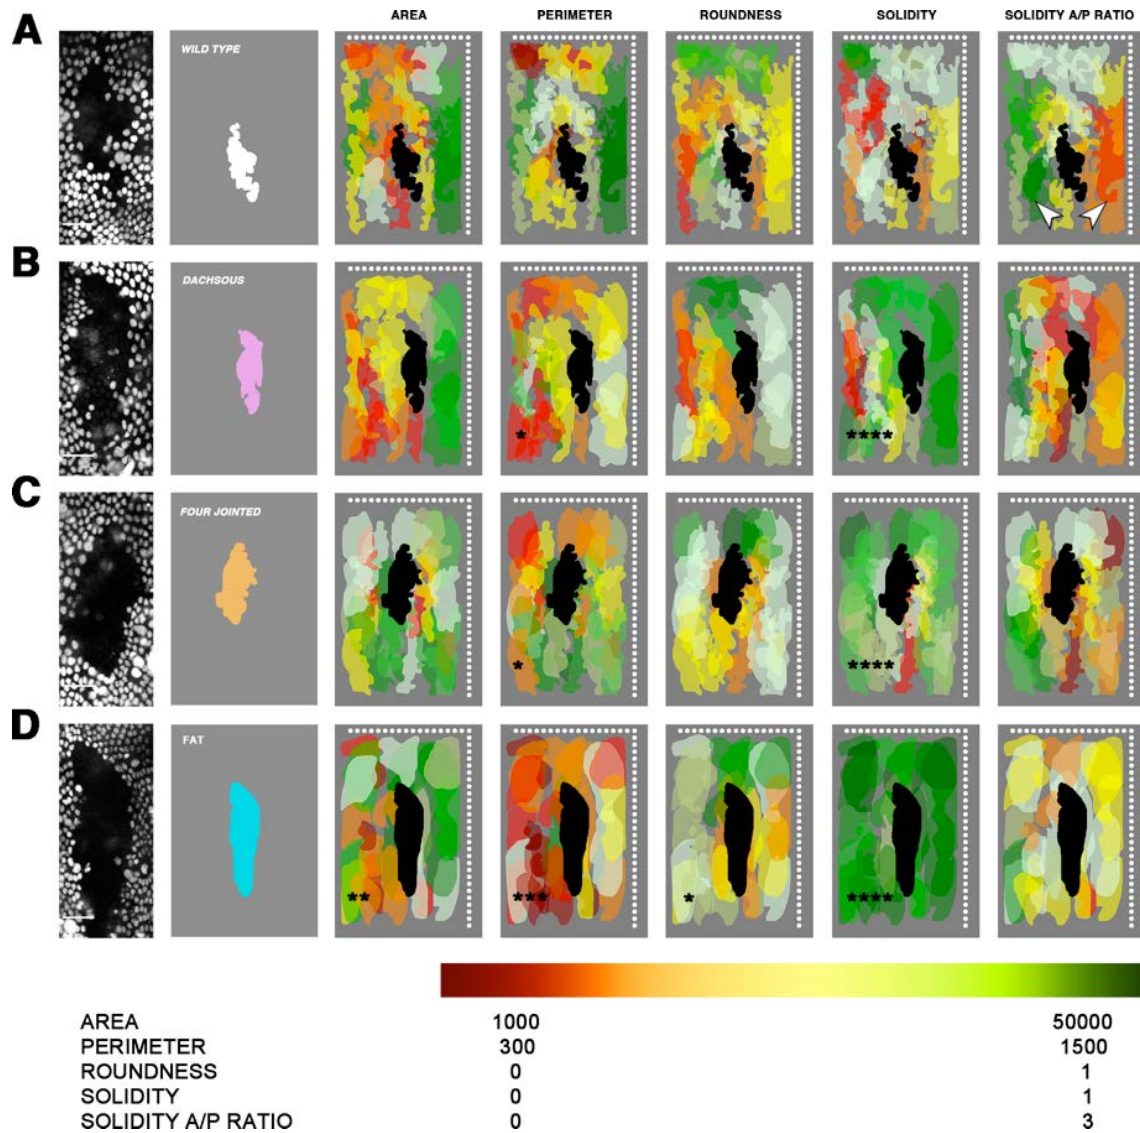 AREA PERIMETER ROUNDNESS SOLIDITY SOLIDITY A/P RATIO
A
WILD TYPE
B
DACHSOUS
* ****
C
FOUR JOINTED
* ****
D
FAT
** *** * ****
AREA 1000 50000
PERIMETER 300 1500
ROUNDNESS 0 1
SOLIDITY 0 1
SOLIDITY A/P RATIO 0 3